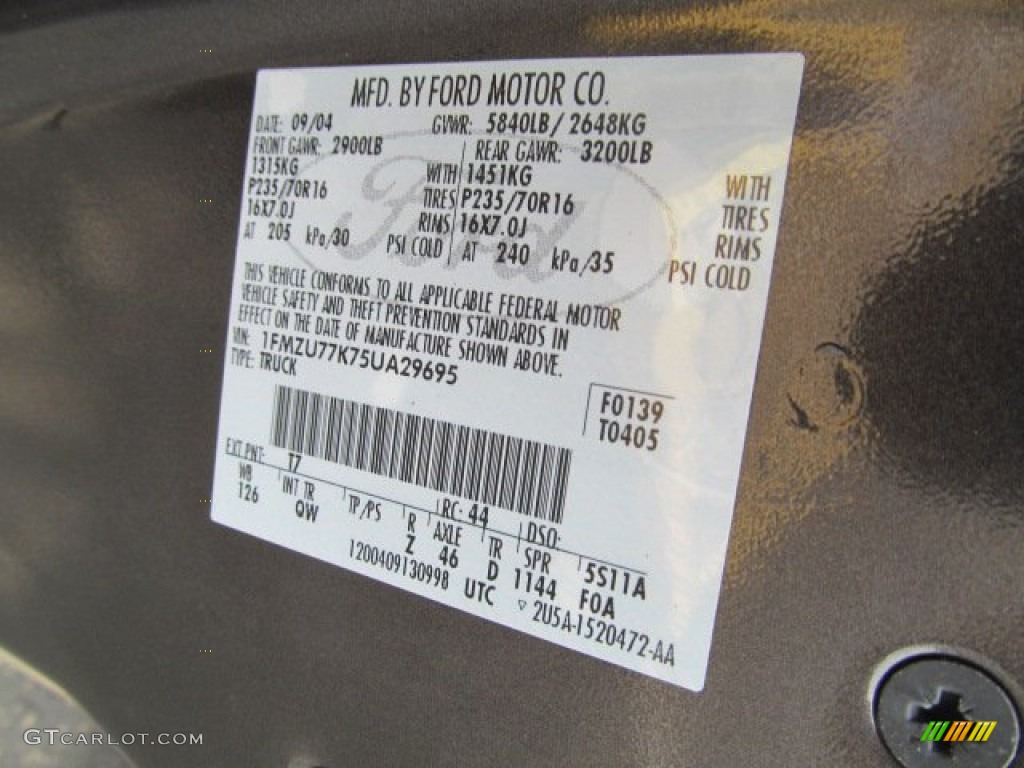 MFD. BY FORD MOTOR CO.
DATE: 09/04 GVWR: 5840LB/2648KG
FRONT GAWR: 2900LB REAR GAWR: 3200LB
1315KG WITH 1451KG WITH
P235/70R16 TIRES P235/70R16 TIRES
16X7.0J RIMS 16X7.0J RIMS
AT 205 kPa/30 PSI COLD AT 240 kPa/35 PSI COLD
Ford
THIS VEHICLE CONFORMS TO ALL APPLICABLE FEDERAL MOTOR
VEHICLE SAFETY AND THEFT PREVENTION STANDARDS IN
EFFECT ON THE DATE OF MANUFACTURE SHOWN ABOVE.
VIN: 1FMZU77K75UA29695
TYPE: TRUCK
F0139
T0405
EXT PNT: T7 RC: 44 DSO:
WB INT TR TP/PS R AXLE TR SPR 5S11A
126 QW Z 46 D 1144 F0A
1200409130998 UTC ▽ 2U5A-1520472-AA
GTCARLOT.COM